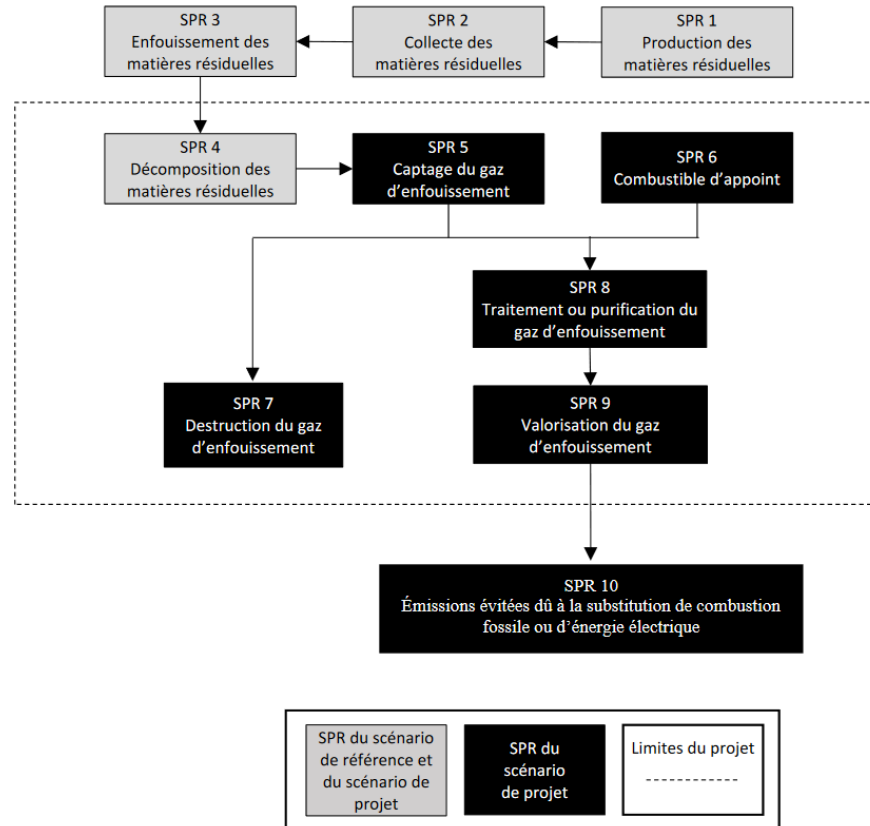 SPR 3
Enfouissement des
matières résiduelles
SPR 2
Collecte des
matières résiduelles
SPR 1
Production des
matières résiduelles
SPR 4
Décomposition des
matières résiduelles
SPR 5
Captage du gaz
d’enfouissement
SPR 6
Combustible d’appoint
SPR 8
Traitement ou purification du
gaz d’enfouissement
SPR 7
Destruction du gaz
d’enfouissement
SPR 9
Valorisation du gaz
d’enfouissement
SPR 10
Émissions évitées dû à la substitution de combustion
fossile ou d’énergie électrique
SPR du scénario
de référence et
du scénario de
projet
SPR du
scénario
de projet
Limites du projet